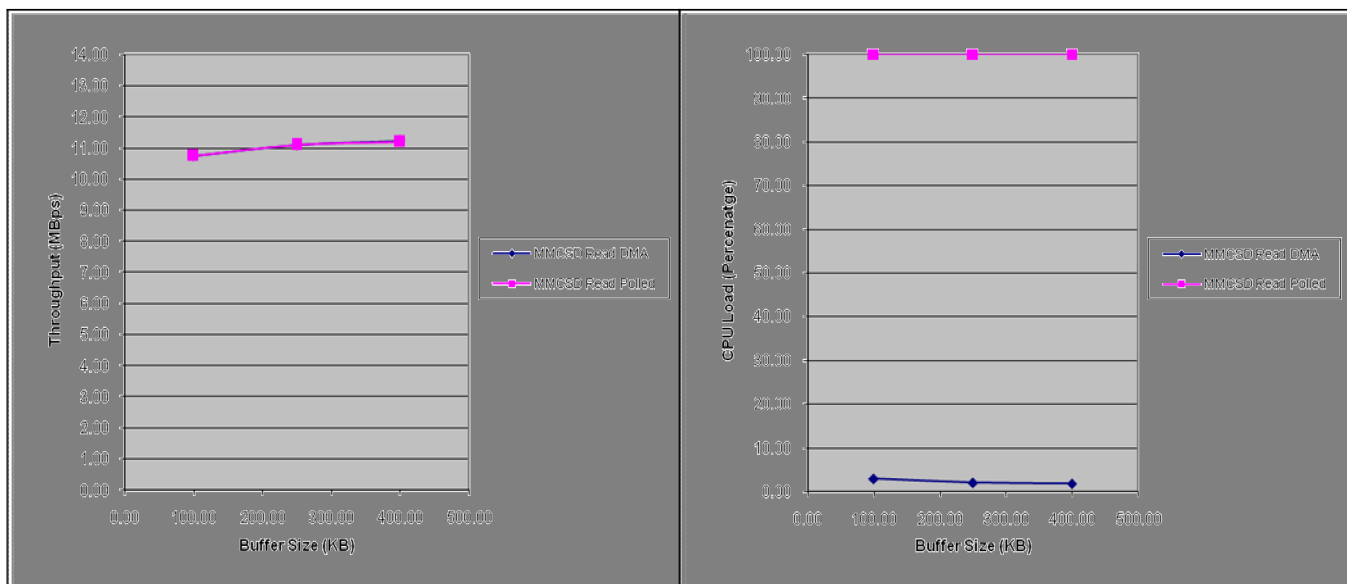 14.00
13.00
12.00
11.00
10.00
9.00
8.00
7.00
6.00
5.00
4.00
3.00
2.00
1.00
0.00
Throughput (MBps)
0.00 100.00 200.00 300.00 400.00 500.00
Buffer Size (KB)
MMCSD Read DMA
MMCSD Read Polled
100.00
90.00
80.00
70.00
60.00
50.00
40.00
30.00
20.00
10.00
0.00
CPU Load (Percenatge)
0.00 100.00 200.00 300.00 400.00 500.00
Buffer Size (KB)
MMCSD Read DMA
MMCSD Read Polled